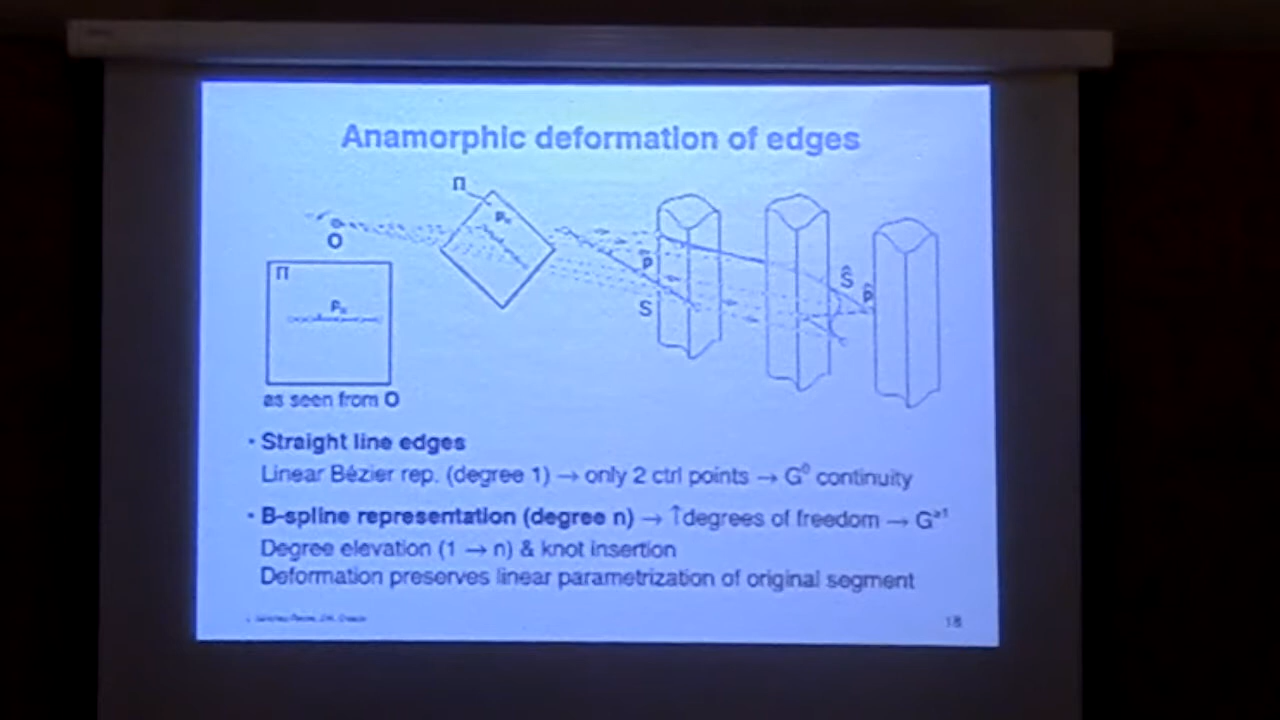 Anamorphic deformation of edges
Π
Pπ
O
P
S
Ŝ
P̂
Π
Pπ
as seen from O
• Straight line edges
Linear Bézier rep. (degree 1) → only 2 ctrl points → G⁰ continuity
• B-spline representation (degree n) → ↑degrees of freedom → G≥¹
Degree elevation (1 → n) & knot insertion
Deformation preserves linear parametrization of original segment
18